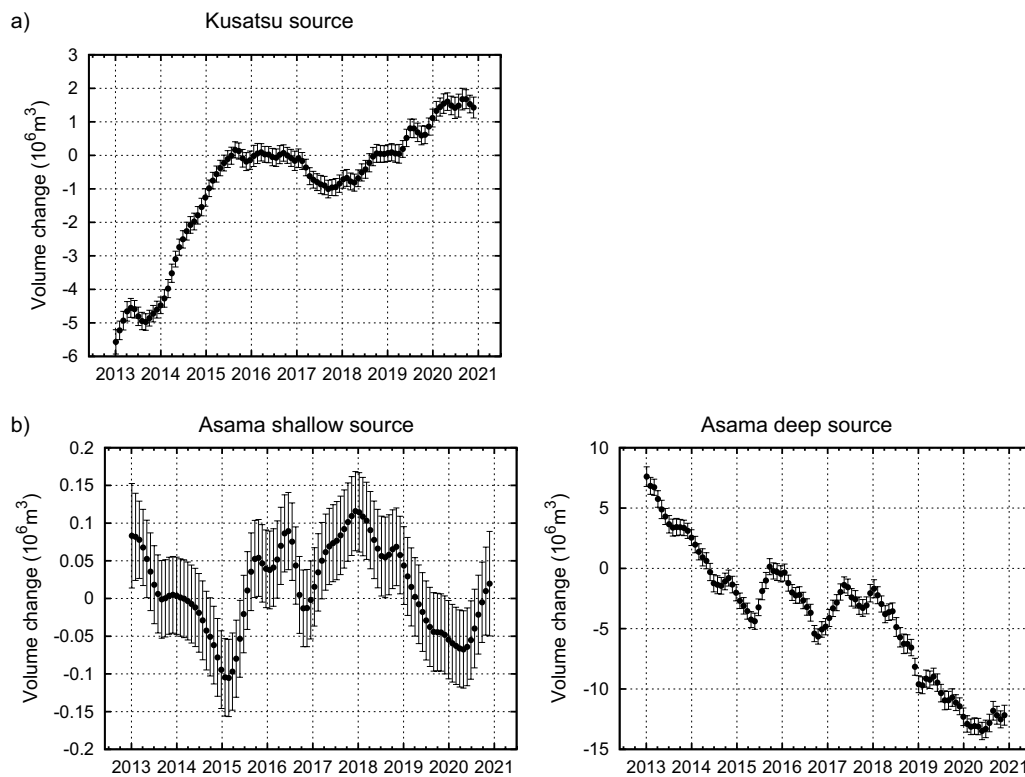 a)
Kusatsu source
Volume change (10⁶m³)
3
2
1
0
-1
-2
-3
-4
-5
-6
2013 2014 2015 2016 2017 2018 2019 2020 2021
b)
Asama shallow source
Volume change (10⁶m³)
0.2
0.15
0.1
0.05
0
-0.05
-0.1
-0.15
-0.2
2013 2014 2015 2016 2017 2018 2019 2020 2021
Asama deep source
Volume change (10⁶m³)
10
5
0
-5
-10
-15
2013 2014 2015 2016 2017 2018 2019 2020 2021